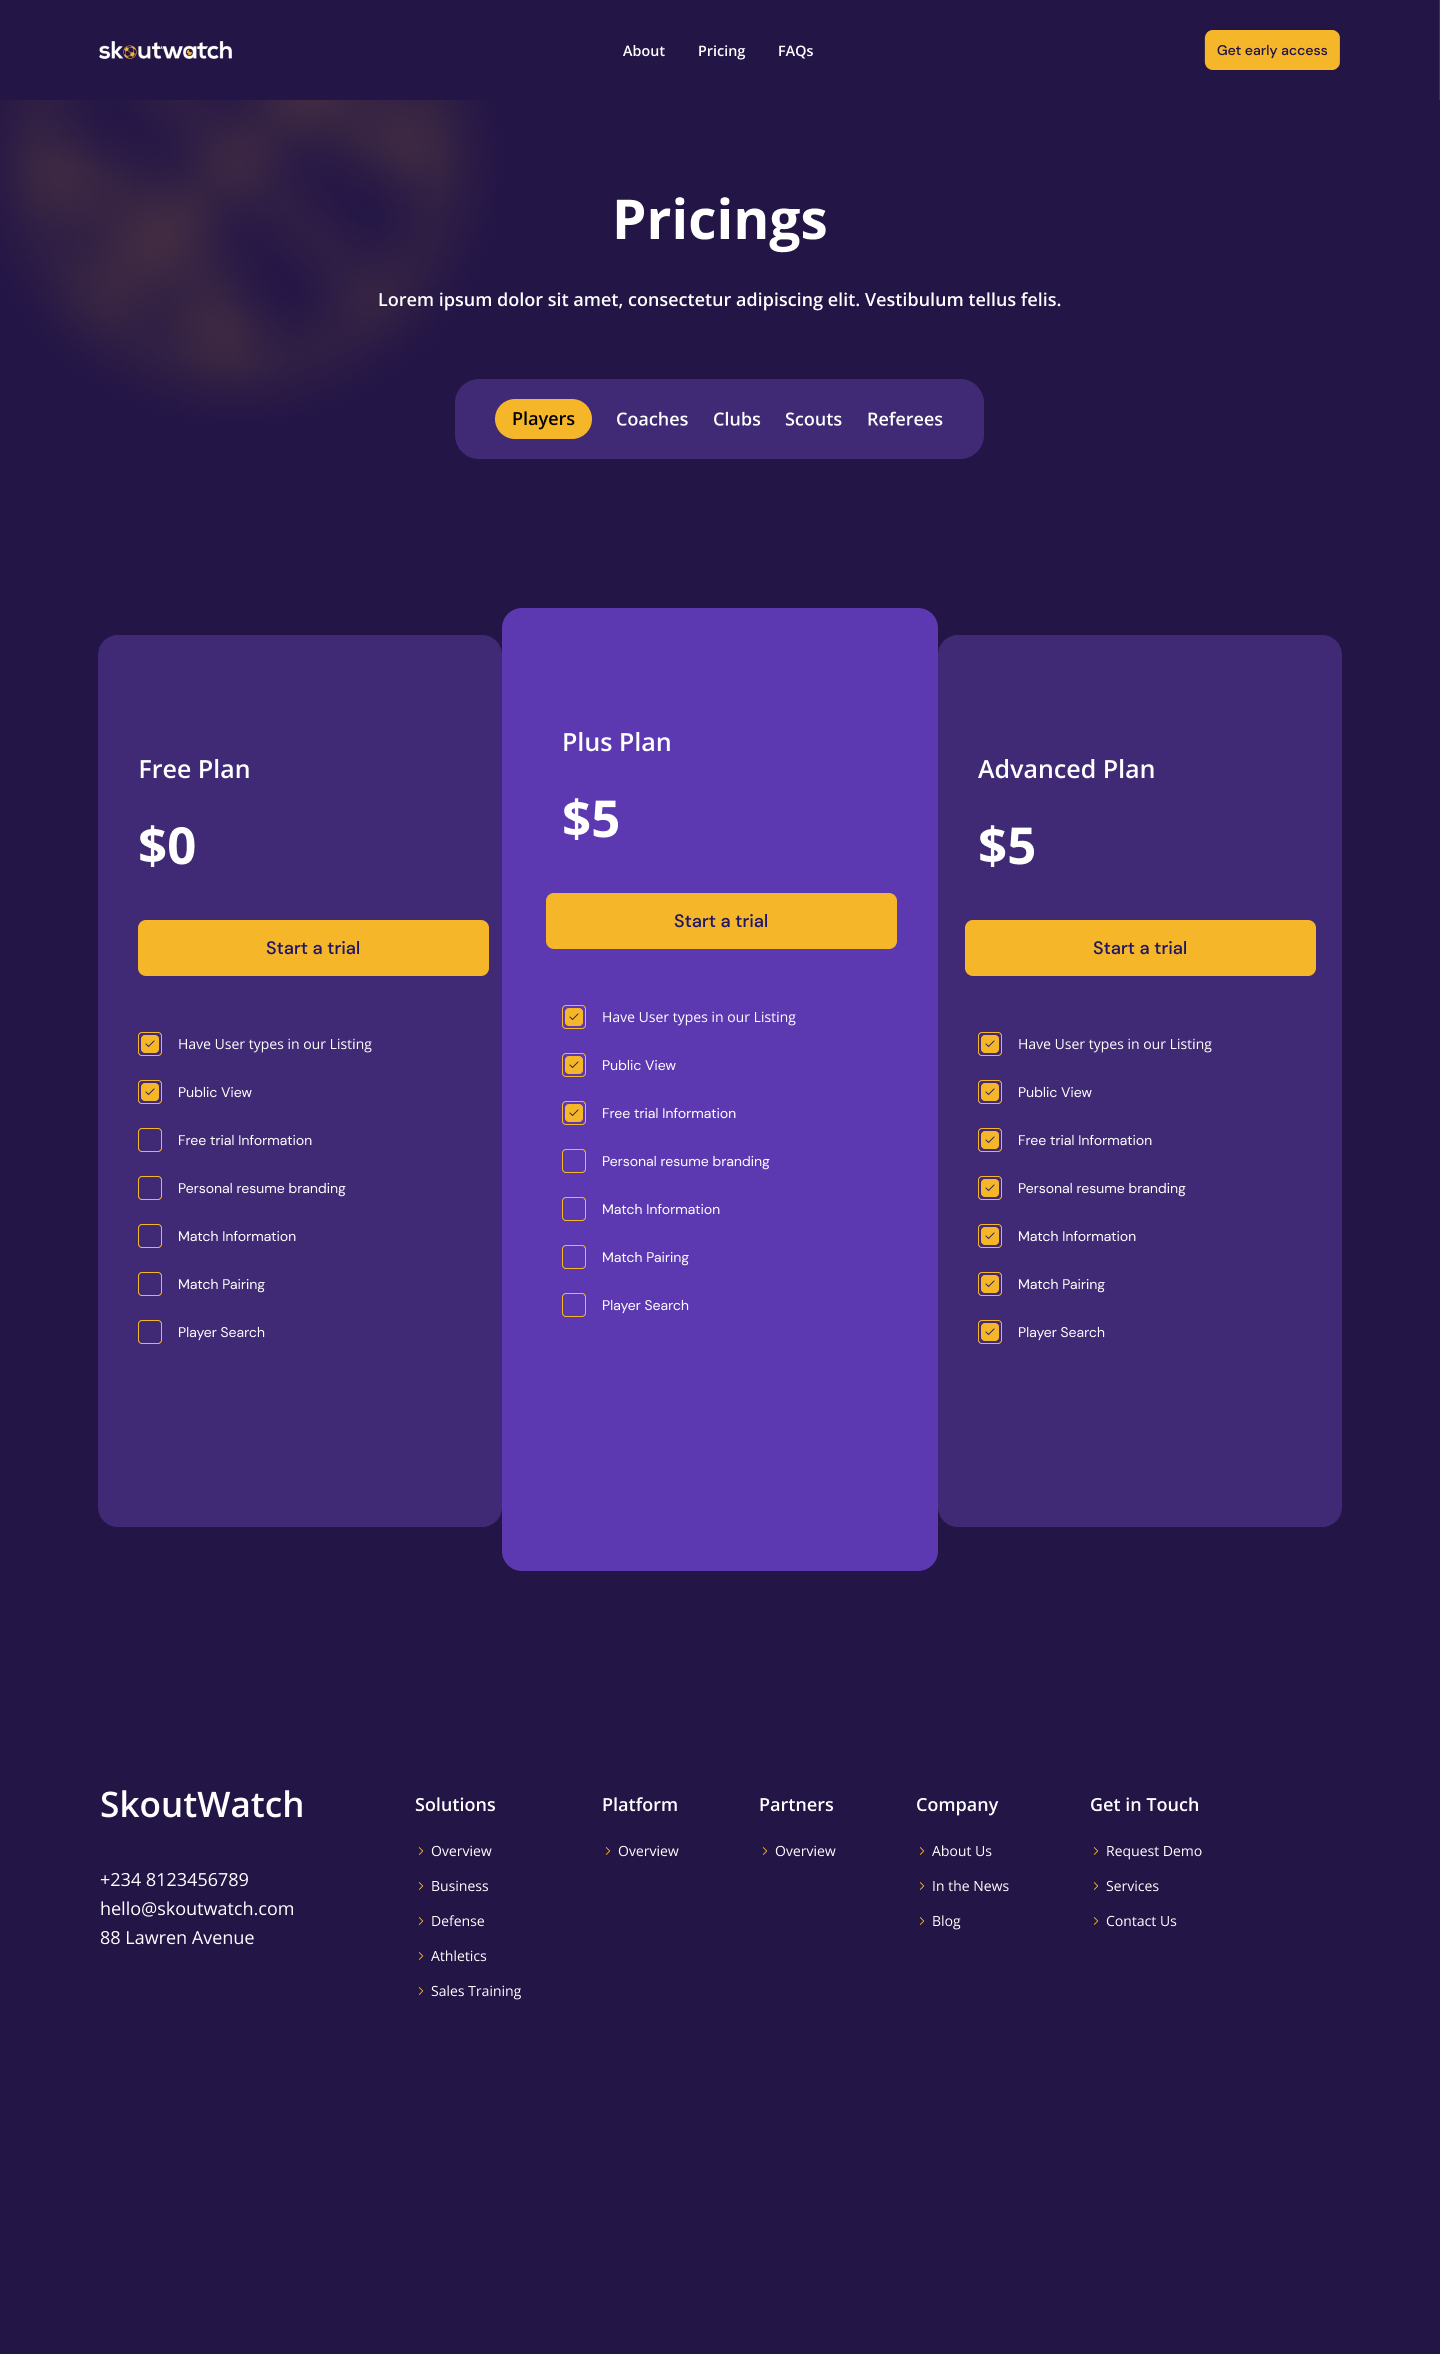 skoutwatch
About
Pricing
FAQs
Get early access
Pricings
Lorem ipsum dolor sit amet, consectetur adipiscing elit. Vestibulum tellus felis.
Players
Coaches
Clubs
Scouts
Referees
Free Plan
$0
Start a trial
Have User types in our Listing
Public View
Free trial Information
Personal resume branding
Match Information
Match Pairing
Player Search
Plus Plan
$5
Start a trial
Have User types in our Listing
Public View
Free trial Information
Personal resume branding
Match Information
Match Pairing
Player Search
Advanced Plan
$5
Start a trial
Have User types in our Listing
Public View
Free trial Information
Personal resume branding
Match Information
Match Pairing
Player Search
SkoutWatch
+234 8123456789
hello@skoutwatch.com
88 Lawren Avenue
Solutions
Overview
Business
Defense
Athletics
Sales Training
Platform
Overview
Partners
Overview
Company
About Us
In the News
Blog
Get in Touch
Request Demo
Services
Contact Us